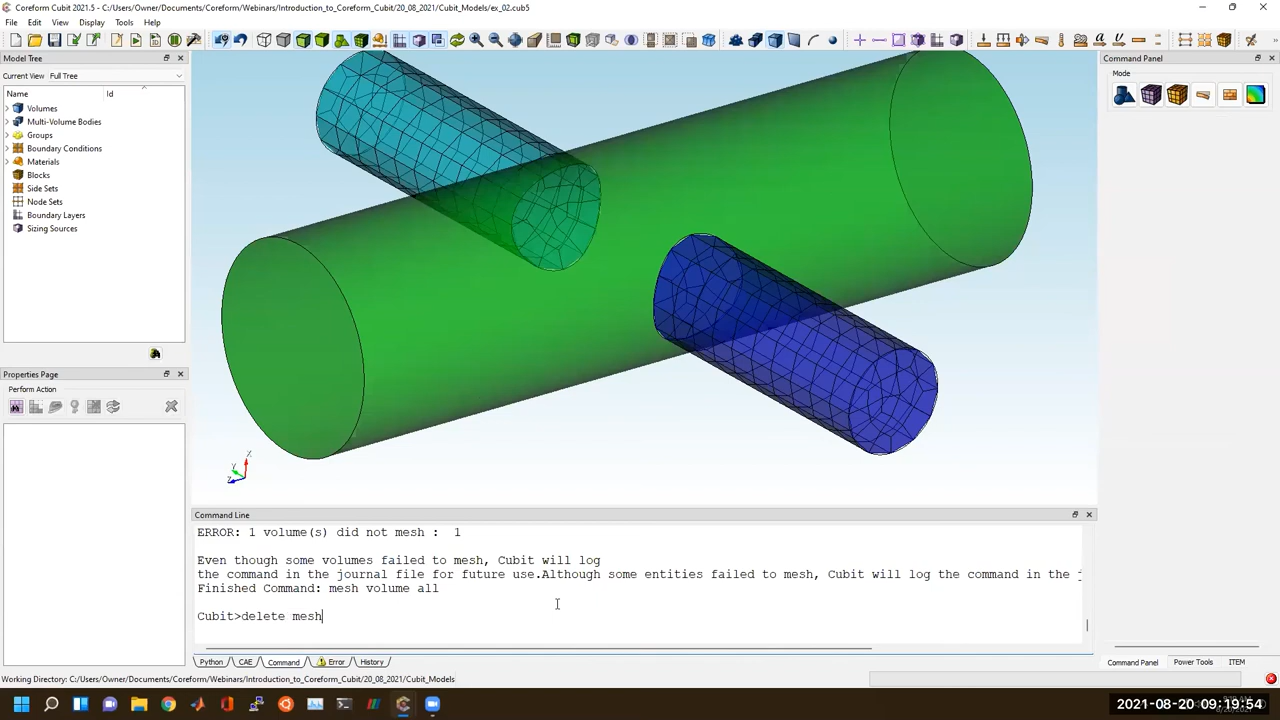 Coreform Cubit 2021.5 - C:/Users/Owner/Documents/Coreform/Webinars/Introduction_to_Coreform_Cubit/20_08_2021/Cubit_Models/ex_02.cub5
File Edit View Display Tools Help
Model Tree
Current View Full Tree
Name Id
Volumes
Multi-Volume Bodies
Groups
Boundary Conditions
Materials
Blocks
Side Sets
Node Sets
Boundary Layers
Sizing Sources
Properties Page
Perform Action
X
Y
Z
Command Panel
Mode
Command Line
ERROR: 1 volume(s) did not mesh : 1
Even though some volumes failed to mesh, Cubit will log
the command in the journal file for future use.Although some entities failed to mesh, Cubit will log the command in the j
Finished Command: mesh volume all
Cubit>delete mesh
Python CAE Command Error History
Command Panel Power Tools ITEM
Working Directory: C:/Users/Owner/Documents/Coreform/Webinars/Introduction_to_Coreform_Cubit/20_08_2021/Cubit_Models
2021-08-20 09:19:54